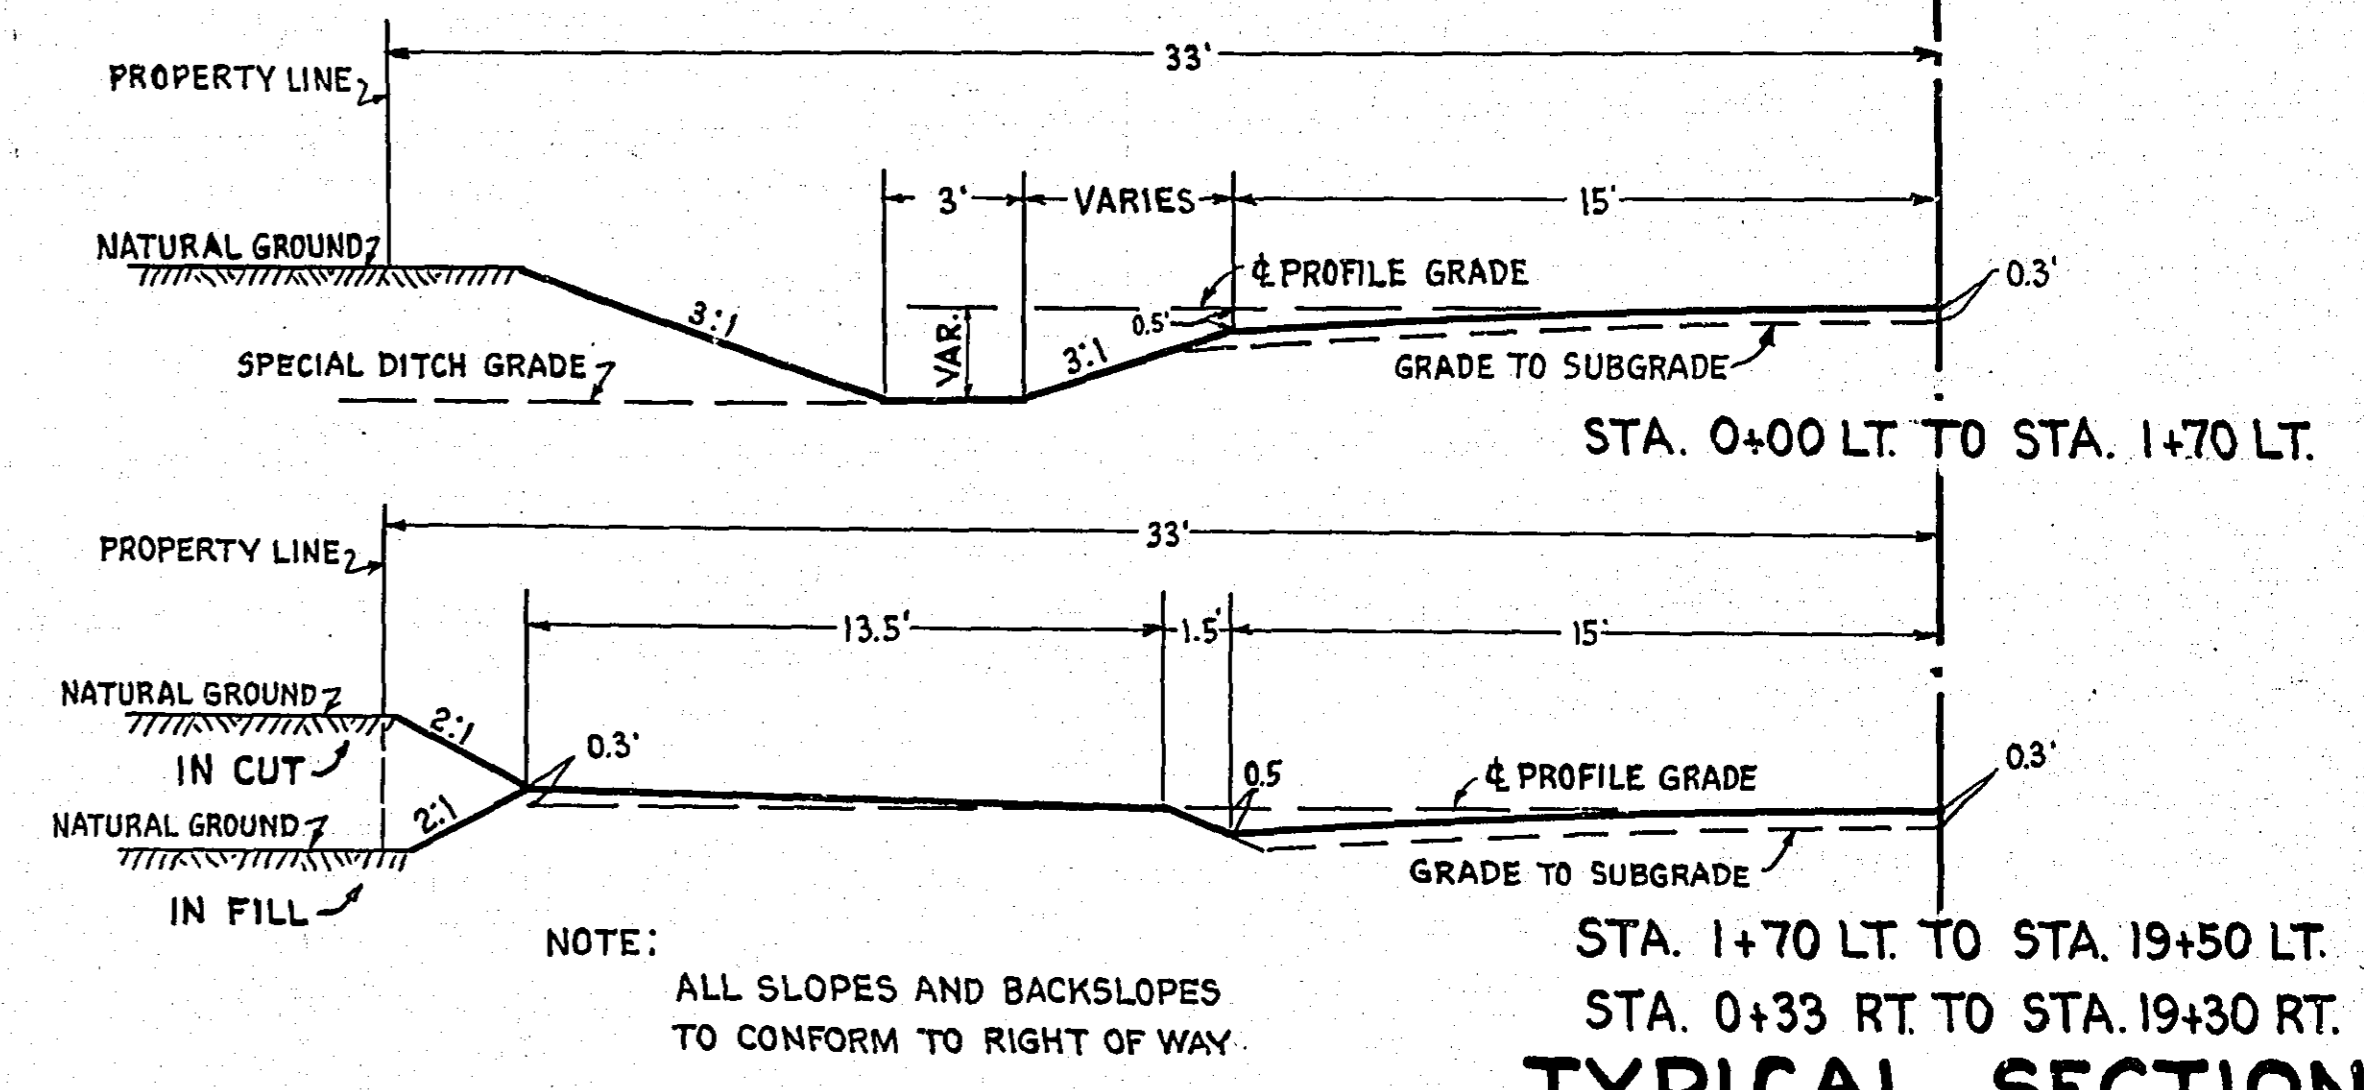 33'
PROPERTY LINE
3'
VARIES
15'
NATURAL GROUND
℄ PROFILE GRADE
0.3'
3:1
0.5'
VAR.
3:1
SPECIAL DITCH GRADE
GRADE TO SUBGRADE
STA. 0+00 LT. TO STA. 1+70 LT.
33'
PROPERTY LINE
13.5'
1.5'
15'
NATURAL GROUND
2:1
IN CUT
0.3'
0.5
℄ PROFILE GRADE
0.3'
NATURAL GROUND
2:1
GRADE TO SUBGRADE
IN FILL
STA. 1+70 LT. TO STA. 19+50 LT.
STA. 0+33 RT. TO STA. 19+30 RT.
NOTE:
ALL SLOPES AND BACKSLOPES
TO CONFORM TO RIGHT OF WAY.
TYPICAL SECTION